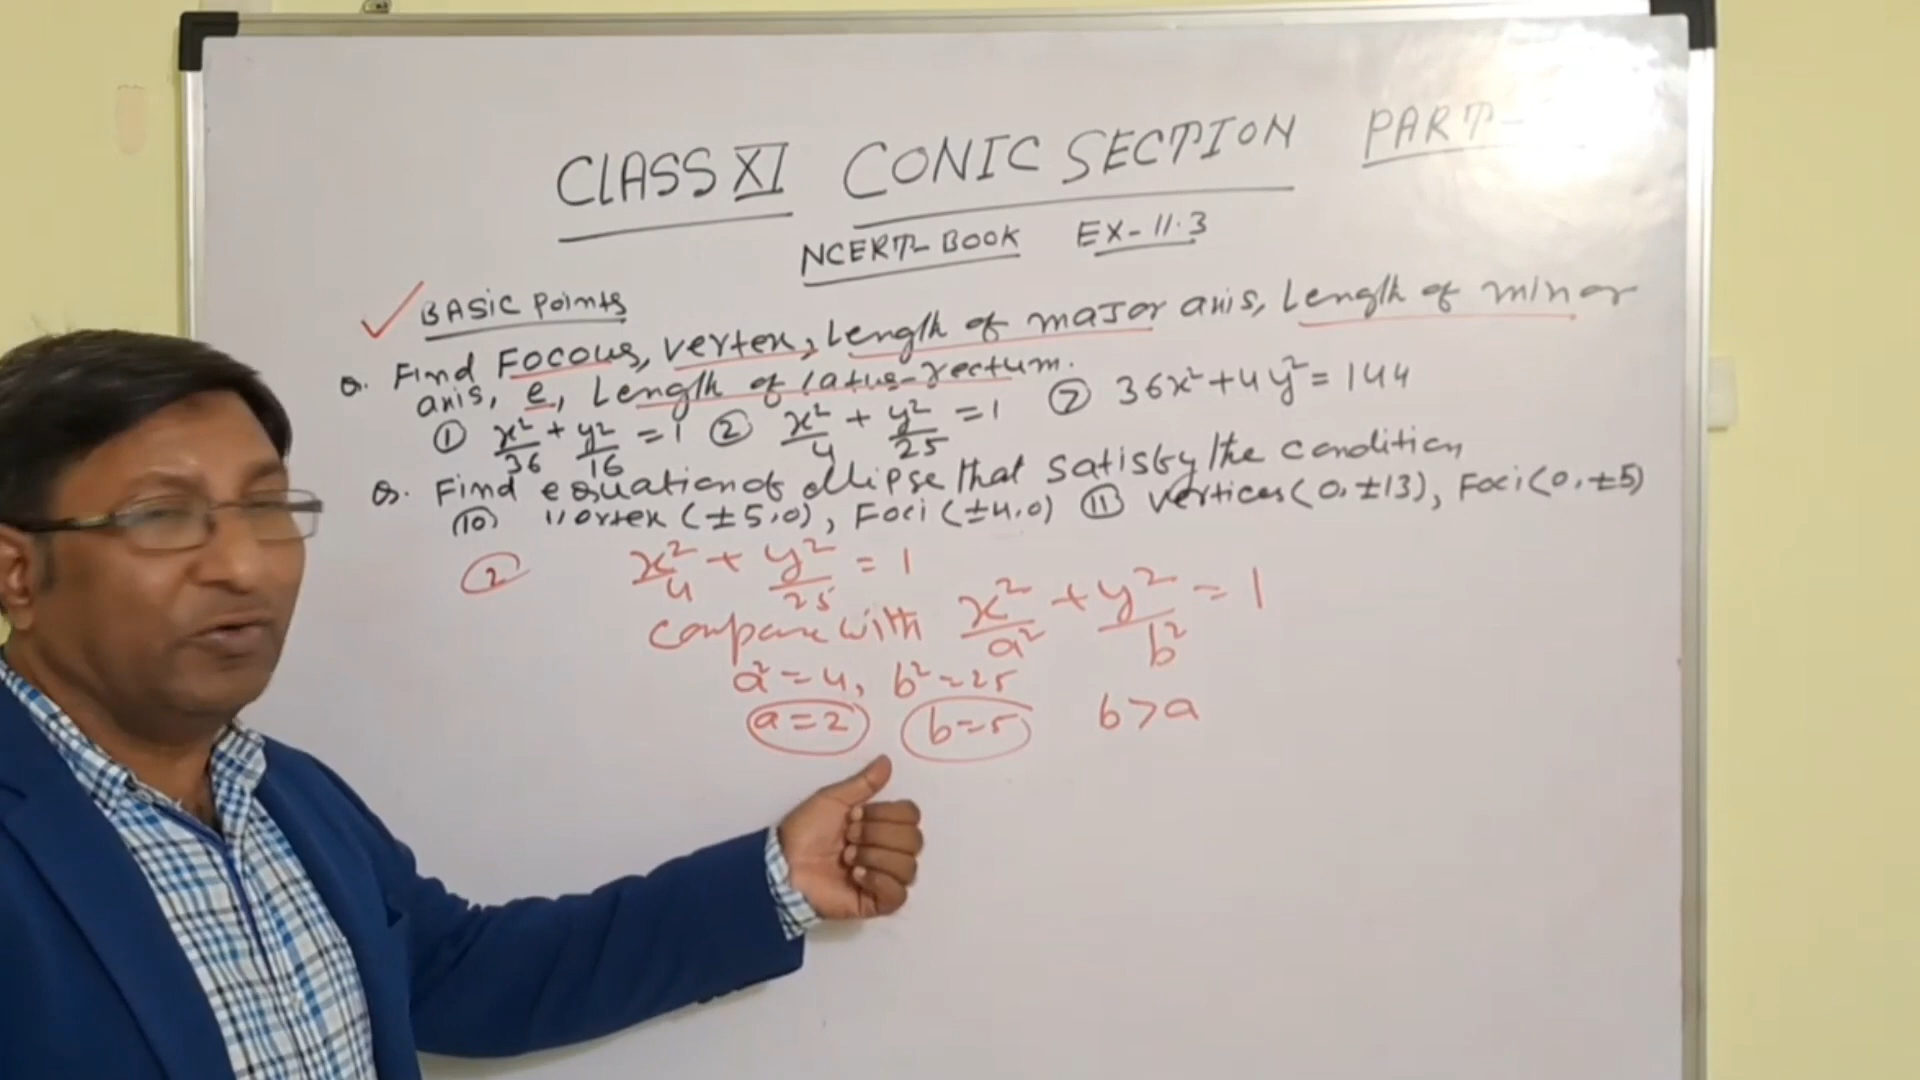 CLASS XI CONIC SECTION PART-
NCERT-BOOK EX-11.3
✓ BASIC Points
Q. Find Focous, vertex, Length of major axis, Length of minor
axis, e, Length of latus-rectum.
① x²/36 + y²/16 = 1 ② x²/4 + y²/25 = 1 ⑦ 36x² + 4y² = 144
Q. Find equation of ellipse that satisfy the condition
⑩ (±5,0), Foci (±4,0) ⑪ vertices (0,±13), Foci (0,±5)
② x²/4 + y²/25 = 1
compare with x²/a² + y²/b² = 1
a² = 4, b² = 25
a = 2 b = 5 b > a